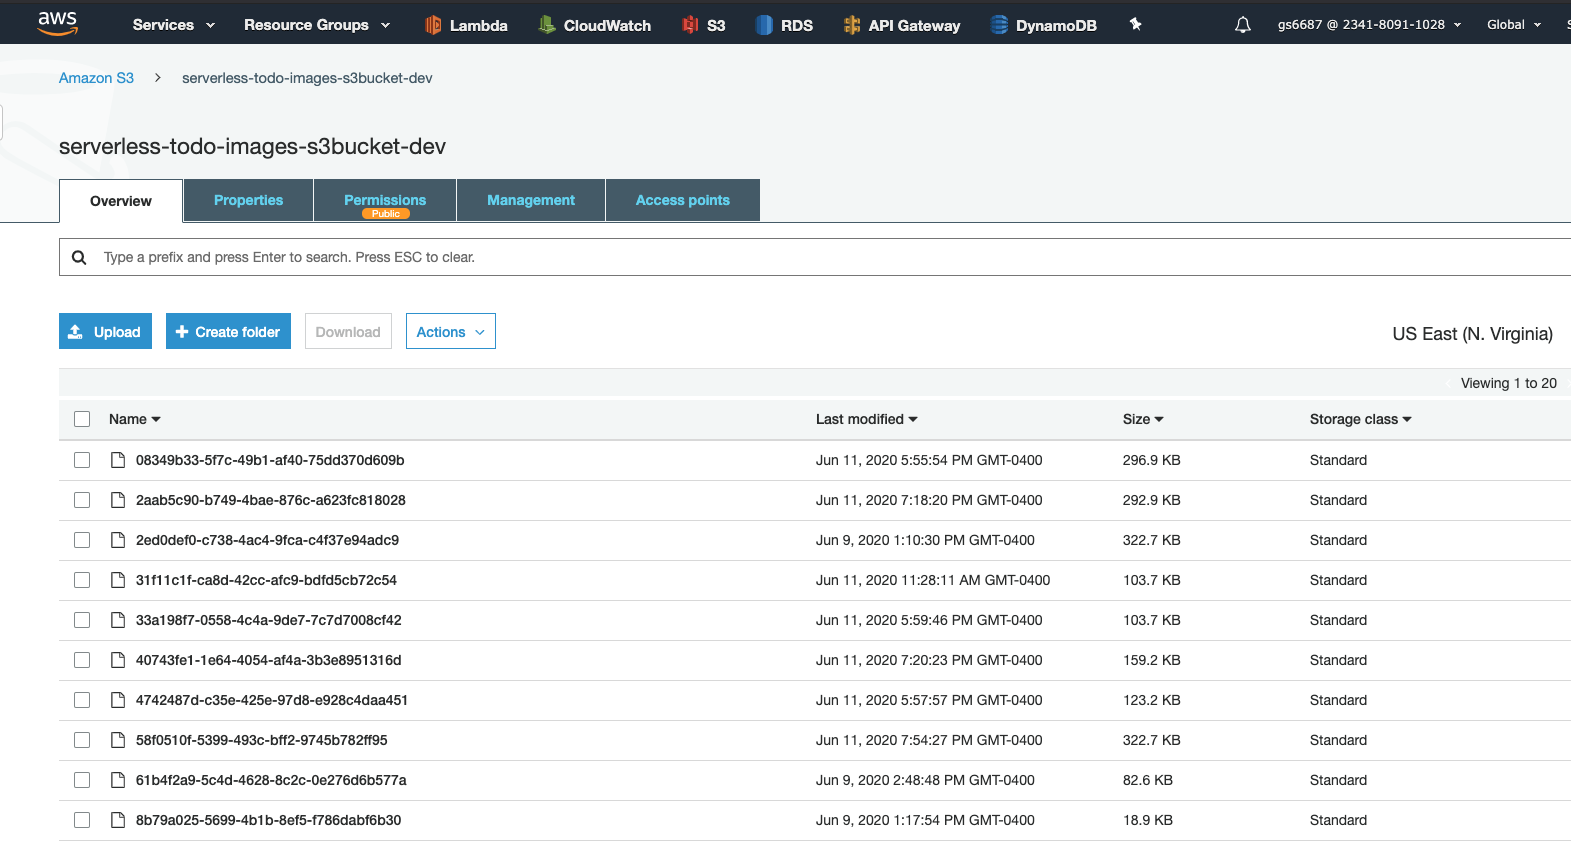 aws Services Resource Groups Lambda CloudWatch S3 RDS API Gateway DynamoDB gs6687 @ 2341-8091-1028 Global
Amazon S3 > serverless-todo-images-s3bucket-dev
serverless-todo-images-s3bucket-dev
Overview Properties Permissions Management Access points
Public
Type a prefix and press Enter to search. Press ESC to clear.
Upload Create folder Download Actions US East (N. Virginia)
Viewing 1 to 20
Name Last modified Size Storage class
08349b33-5f7c-49b1-af40-75dd370d609b Jun 11, 2020 5:55:54 PM GMT-0400 296.9 KB Standard
2aab5c90-b749-4bae-876c-a623fc818028 Jun 11, 2020 7:18:20 PM GMT-0400 292.9 KB Standard
2ed0def0-c738-4ac4-9fca-c4f37e94adc9 Jun 9, 2020 1:10:30 PM GMT-0400 322.7 KB Standard
31f11c1f-ca8d-42cc-afc9-bdfd5cb72c54 Jun 11, 2020 11:28:11 AM GMT-0400 103.7 KB Standard
33a198f7-0558-4c4a-9de7-7c7d7008cf42 Jun 11, 2020 5:59:46 PM GMT-0400 103.7 KB Standard
40743fe1-1e64-4054-af4a-3b3e8951316d Jun 11, 2020 7:20:23 PM GMT-0400 159.2 KB Standard
4742487d-c35e-425e-97d8-e928c4daa451 Jun 11, 2020 5:57:57 PM GMT-0400 123.2 KB Standard
58f0510f-5399-493c-bff2-9745b782ff95 Jun 11, 2020 7:54:27 PM GMT-0400 322.7 KB Standard
61b4f2a9-5c4d-4628-8c2c-0e276d6b577a Jun 9, 2020 2:48:48 PM GMT-0400 82.6 KB Standard
8b79a025-5699-4b1b-8ef5-f786dabf6b30 Jun 9, 2020 1:17:54 PM GMT-0400 18.9 KB Standard